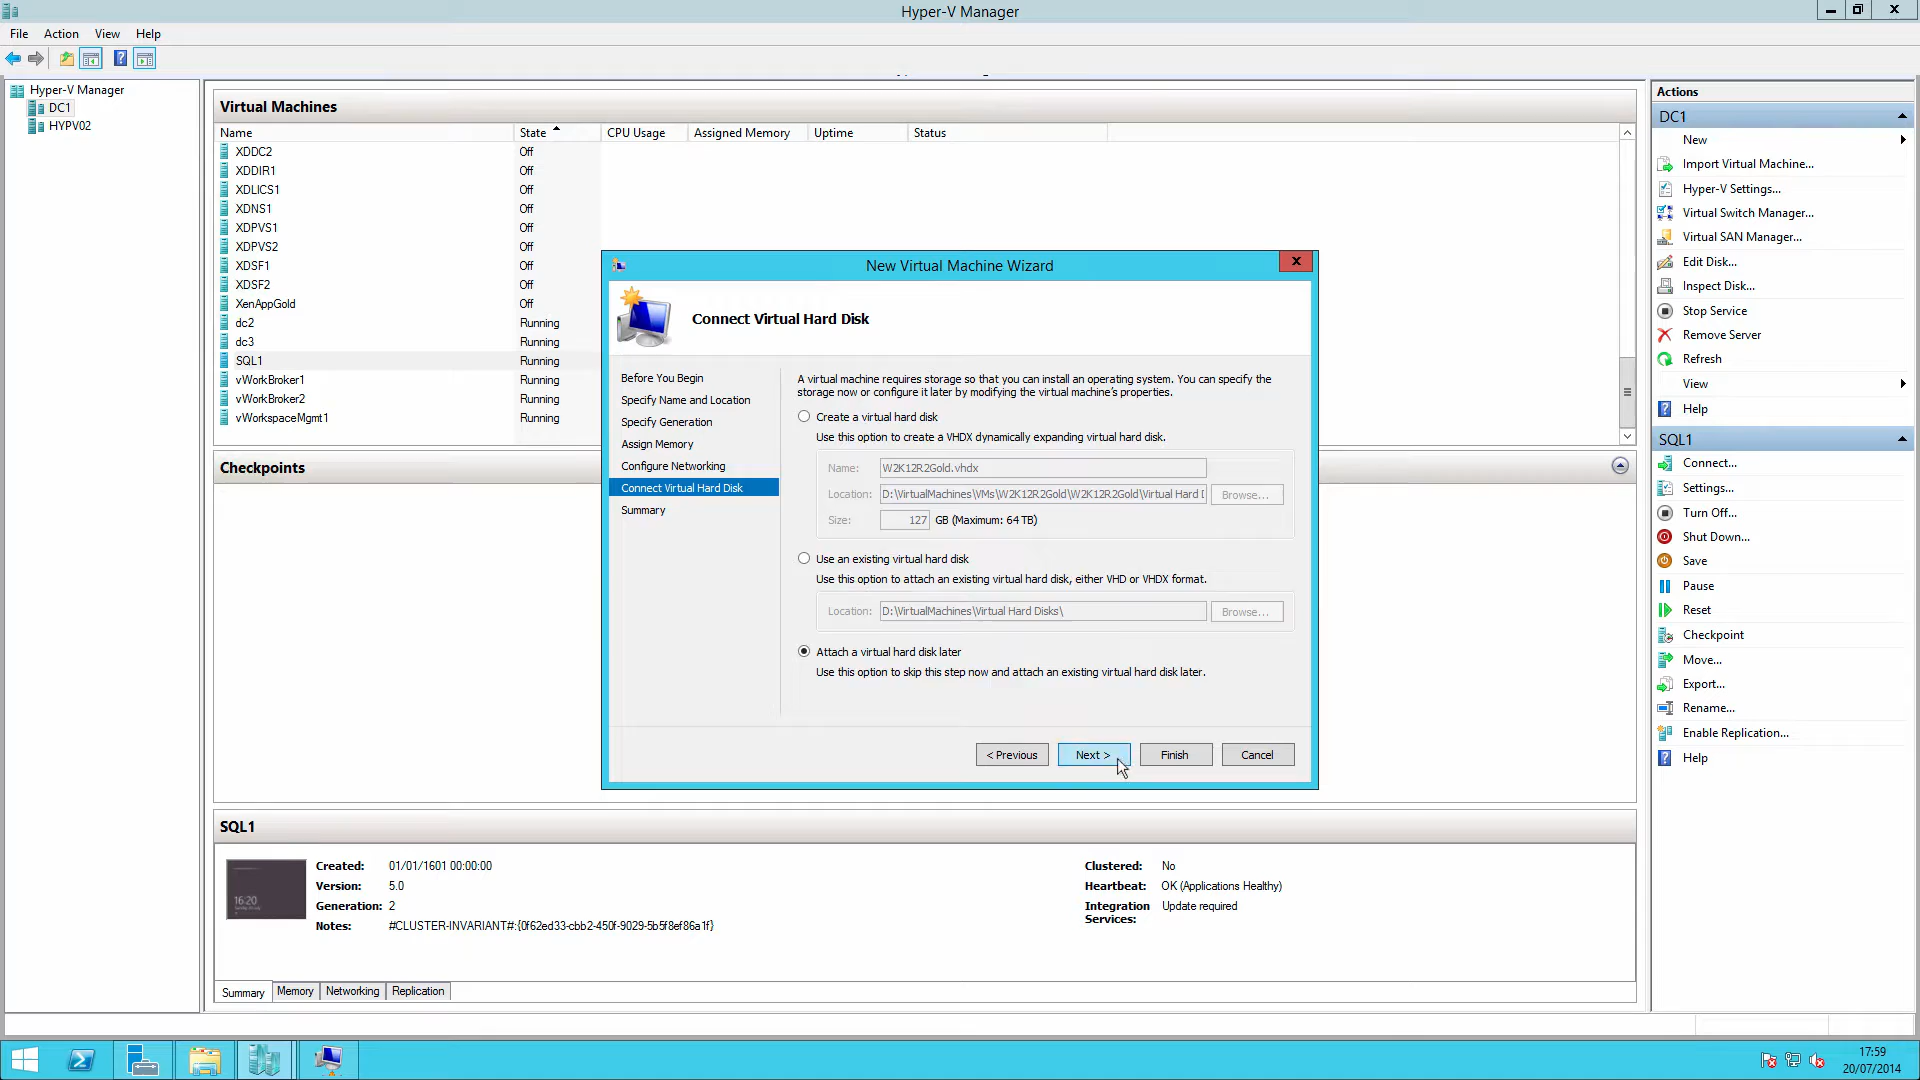 Hyper-V Manager
File Action View Help
Hyper-V Manager
DC1
HYPV02
Virtual Machines
Name State CPU Usage Assigned Memory Uptime Status
XDDC2 Off
XDDIR1 Off
XDLICS1 Off
XDNS1 Off
XDPVS1 Off
XDPVS2 Off
XDSF1 Off
XDSF2 Off
XenAppGold Off
dc2 Running
dc3 Running
SQL1 Running
vWorkBroker1 Running
vWorkBroker2 Running
vWorkspaceMgmt1 Running
Checkpoints
New Virtual Machine Wizard
x
Connect Virtual Hard Disk
Before You Begin
Specify Name and Location
Specify Generation
Assign Memory
Configure Networking
Connect Virtual Hard Disk
Summary
A virtual machine requires storage so that you can install an operating system. You can specify the
storage now or configure it later by modifying the virtual machine's properties.
Create a virtual hard disk
Use this option to create a VHDX dynamically expanding virtual hard disk.
Name: W2K12R2Gold.vhdx
Location: D:\VirtualMachines\VMs\W2K12R2Gold\W2K12R2Gold\Virtual Hard D Browse...
Size: 127 GB (Maximum: 64 TB)
Use an existing virtual hard disk
Use this option to attach an existing virtual hard disk, either VHD or VHDX format.
Location: D:\VirtualMachines\Virtual Hard Disks\ Browse...
Attach a virtual hard disk later
Use this option to skip this step now and attach an existing virtual hard disk later.
< Previous Next > Finish Cancel
SQL1
16:20
Created: 01/01/1601 00:00:00
Version: 5.0
Generation: 2
Notes: #CLUSTER-INVARIANT#:{0f62ed33-cbb2-450f-9029-5b5f8ef86a1f}
Clustered: No
Heartbeat: OK (Applications Healthy)
Integration Services: Update required
Summary Memory Networking Replication
Actions
DC1
New
Import Virtual Machine...
Hyper-V Settings...
Virtual Switch Manager...
Virtual SAN Manager...
Edit Disk...
Inspect Disk...
Stop Service
Remove Server
Refresh
View
Help
SQL1
Connect...
Settings...
Turn Off...
Shut Down...
Save
Pause
Reset
Checkpoint
Move...
Export...
Rename...
Enable Replication...
Help
17:59
20/07/2014